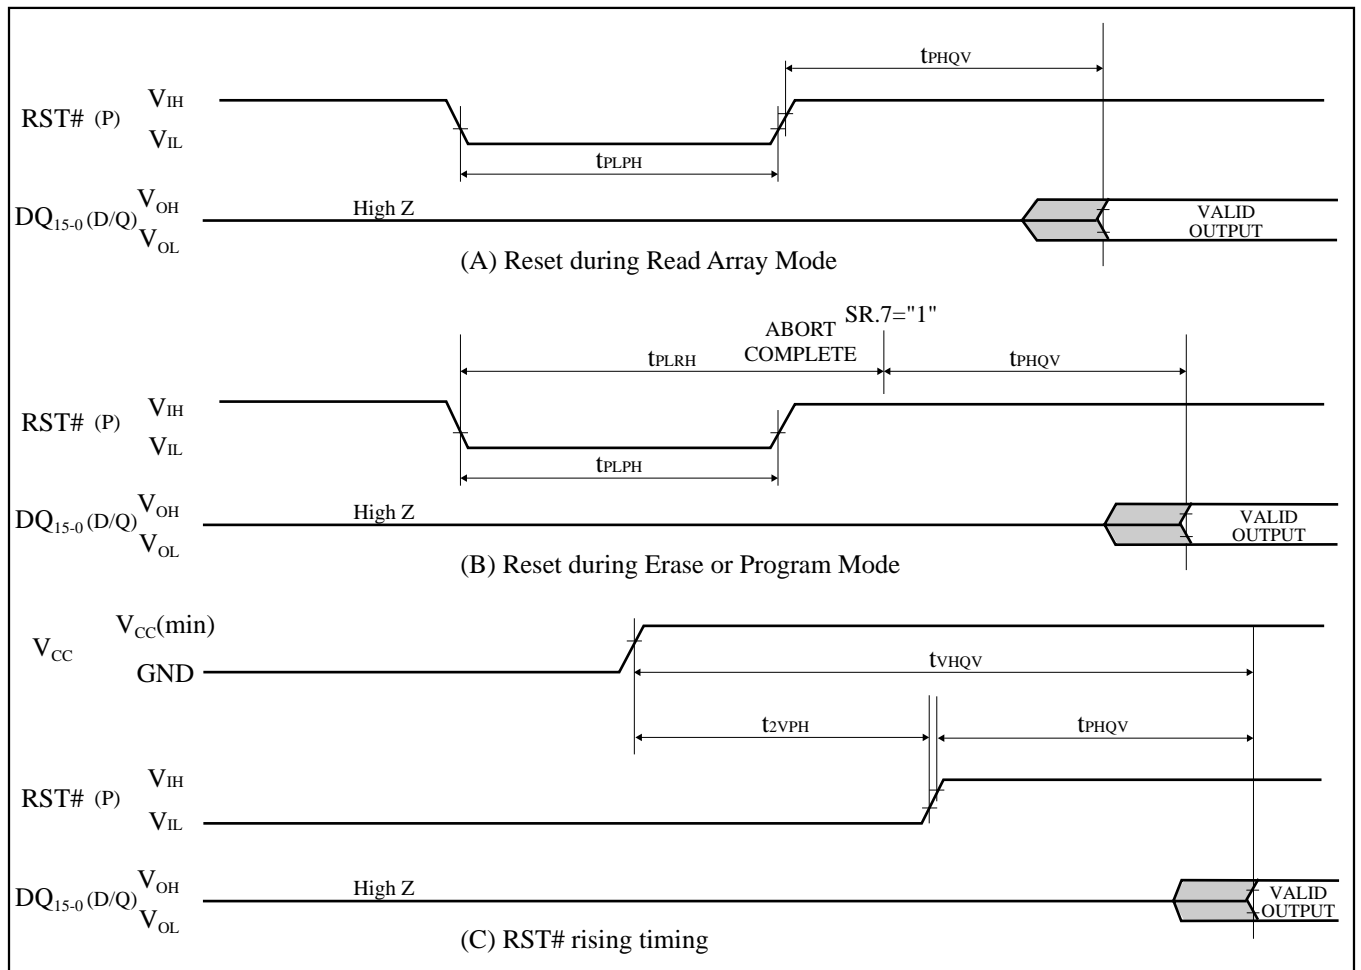 tPHQV
VIH
RST# (P)
VIL
tPLPH
VOH
DQ15-0 (D/Q)
VOL
High Z
VALID
OUTPUT
(A) Reset during Read Array Mode
SR.7="1"
ABORT
COMPLETE
tPLRH
tPHQV
VIH
RST# (P)
VIL
tPLPH
VOH
DQ15-0 (D/Q)
VOL
High Z
VALID
OUTPUT
(B) Reset during Erase or Program Mode
VCC(min)
VCC
GND
tVHQV
t2VPH
tPHQV
VIH
RST# (P)
VIL
VOH
DQ15-0 (D/Q)
VOL
High Z
VALID
OUTPUT
(C) RST# rising timing